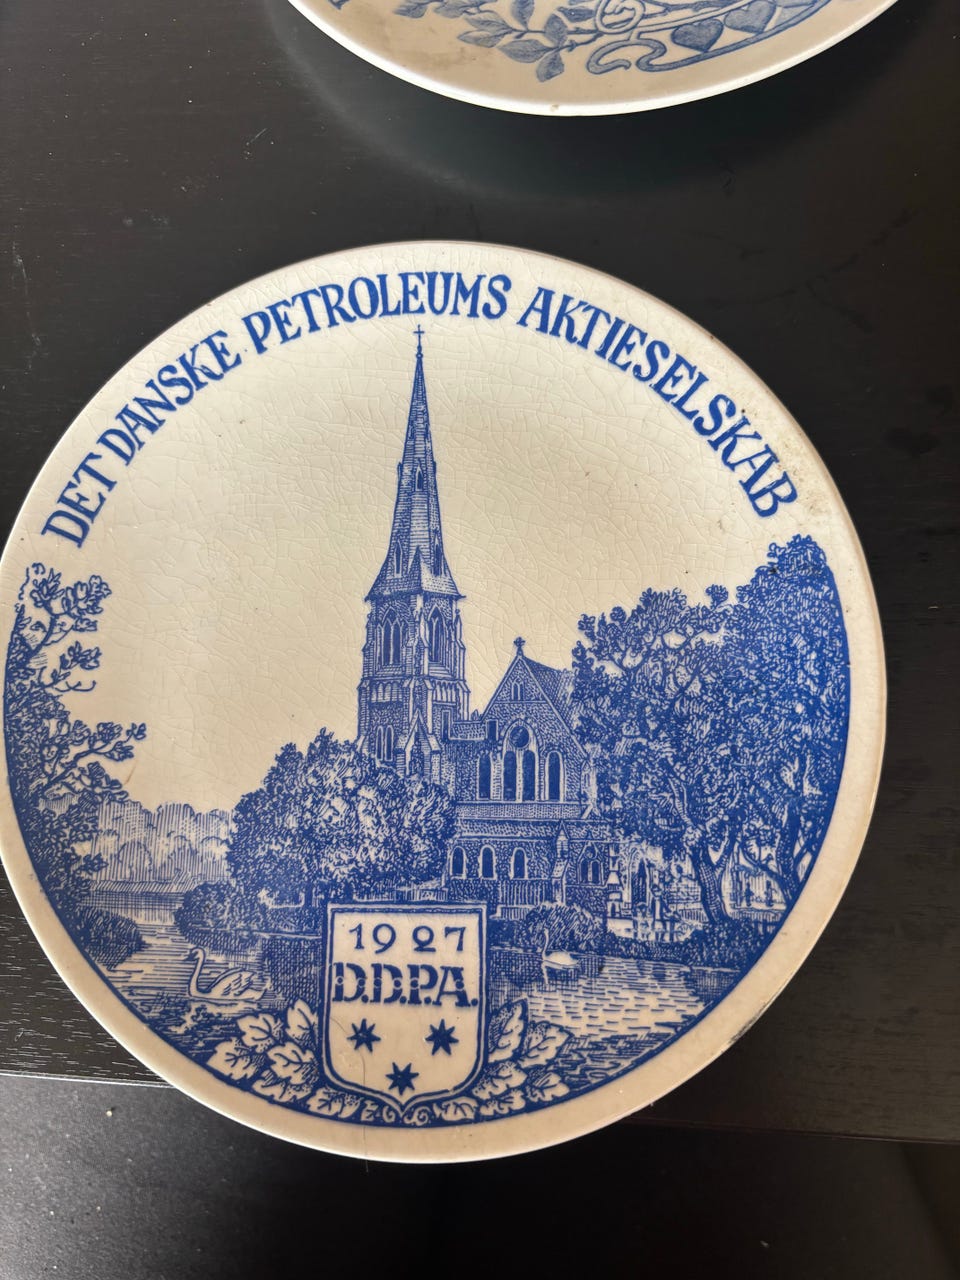 DET DANSKE PETROLEUMS AKTIESELSKAB
1927
D.D.P.A.